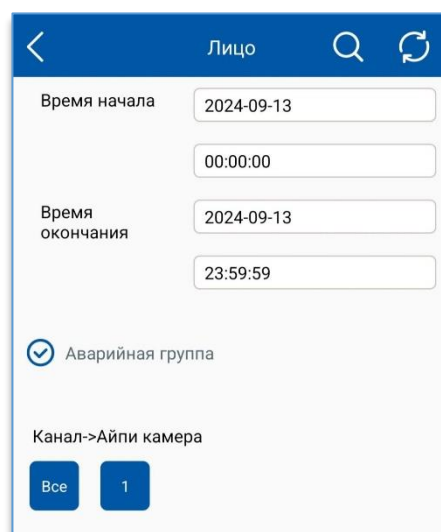 Лицо
Время начала
2024-09-13
00:00:00
Время
окончания
2024-09-13
23:59:59
Аварийная группа
Канал->Айпи камера
Все
1